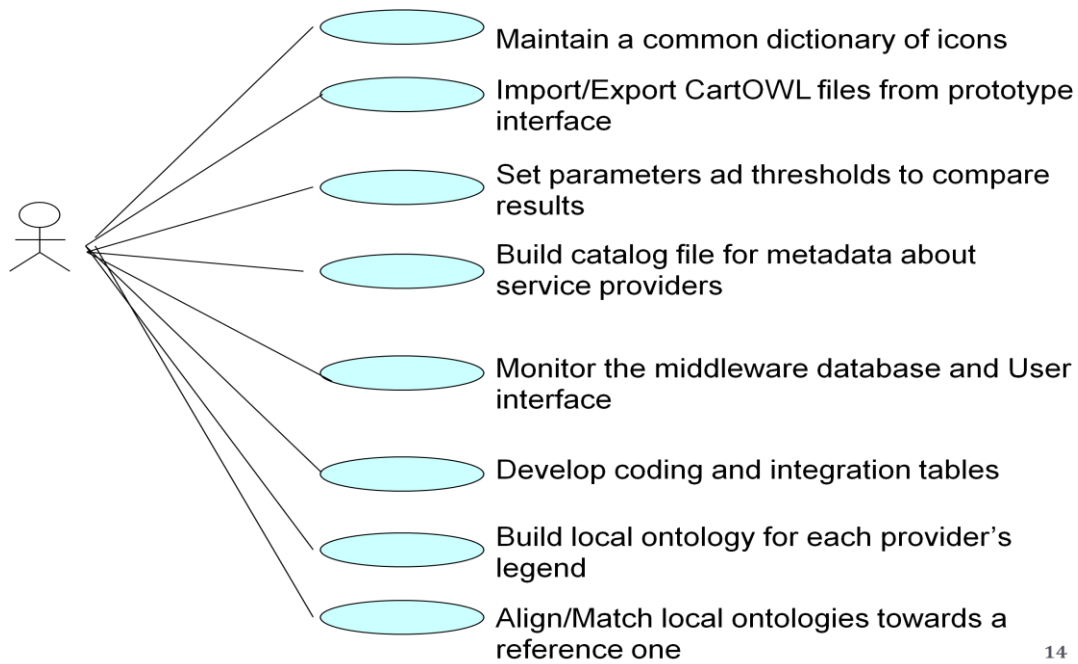 Maintain a common dictionary of icons
Import/Export CartOWL files from prototype
interface
Set parameters ad thresholds to compare
results
Build catalog file for metadata about
service providers
Monitor the middleware database and User
interface
Develop coding and integration tables
Build local ontology for each provider’s
legend
Align/Match local ontologies towards a
reference one
14